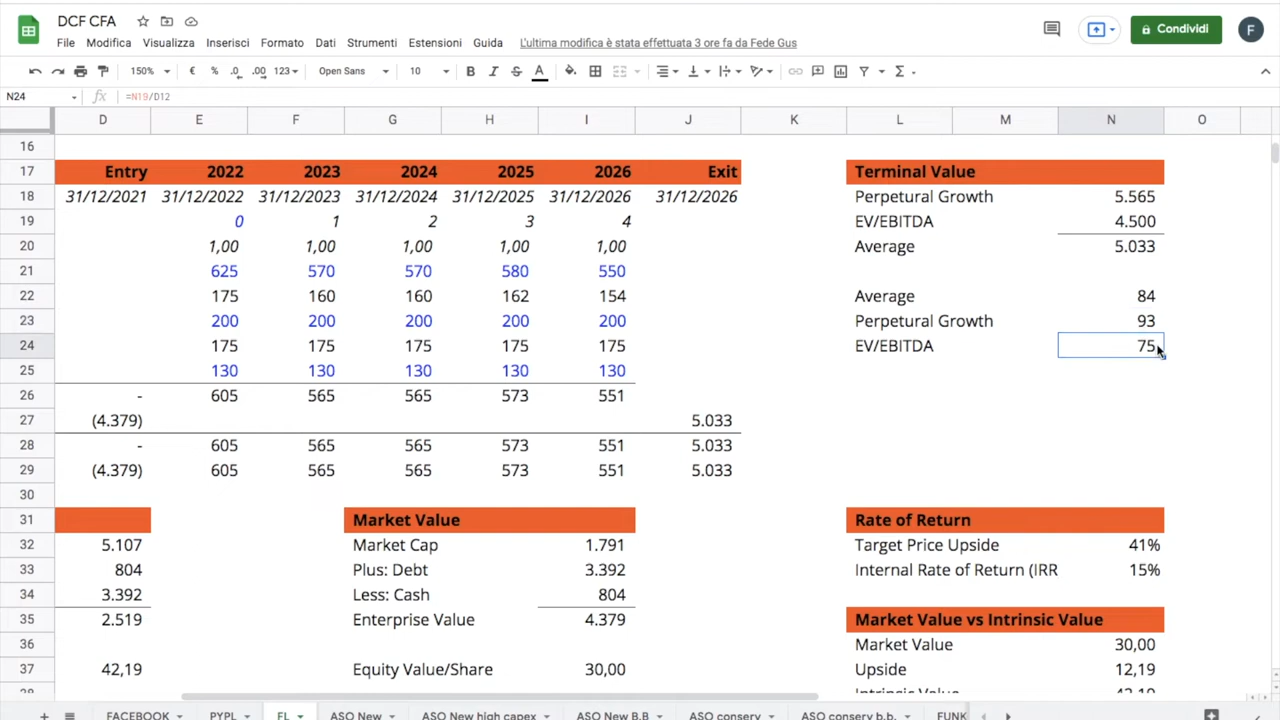 DCF CFA
File Modifica Visualizza Inserisci Formato Dati Strumenti Estensioni Guida L'ultima modifica è stata effettuata 3 ore fa da Fede Gus
Condividi
F
150% € % .0 .00 123 Open Sans 10 B I S A
N24 fx =N19/D12
D E F G H I J K L M N O
16
17 Entry 2022 2023 2024 2025 2026 Exit Terminal Value
18 31/12/2021 31/12/2022 31/12/2023 31/12/2024 31/12/2025 31/12/2026 31/12/2026 Perpetual Growth 5.565
19 0 1 2 3 4 EV/EBITDA 4.500
20 1,00 1,00 1,00 1,00 1,00 Average 5.033
21 625 570 570 580 550
22 175 160 160 162 154 Average 84
23 200 200 200 200 200 Perpetual Growth 93
24 175 175 175 175 175 EV/EBITDA 75
25 130 130 130 130 130
26 - 605 565 565 573 551
27 (4.379) 5.033
28 - 605 565 565 573 551 5.033
29 (4.379) 605 565 565 573 551 5.033
30
31 Market Value Rate of Return
32 5.107 Market Cap 1.791 Target Price Upside 41%
33 804 Plus: Debt 3.392 Internal Rate of Return (IRR 15%
34 3.392 Less: Cash 804
35 2.519 Enterprise Value 4.379 Market Value vs Intrinsic Value
36 Market Value 30,00
37 42,19 Equity Value/Share 30,00 Upside 12,19
FACEBOOK PYPL FL ASO New ASO New high capex ASO New B.B ASO conserv ASO conserv b.b. FUNK